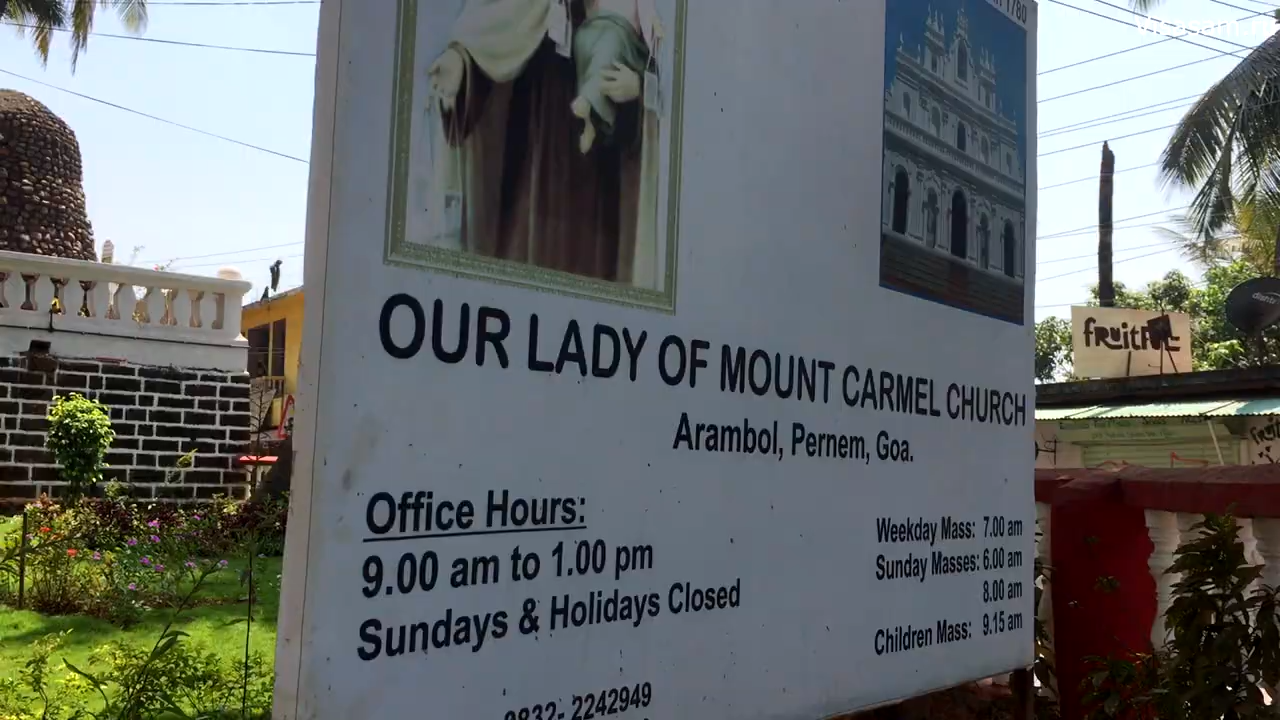 1780
OUR LADY OF MOUNT CARMEL CHURCH
Arambol, Pernem, Goa.
Office Hours:
9.00 am to 1.00 pm
Sundays & Holidays Closed
Weekday Mass: 7.00 am
Sunday Masses: 6.00 am
8.00 am
Children Mass: 9.15 am
0832- 2242949